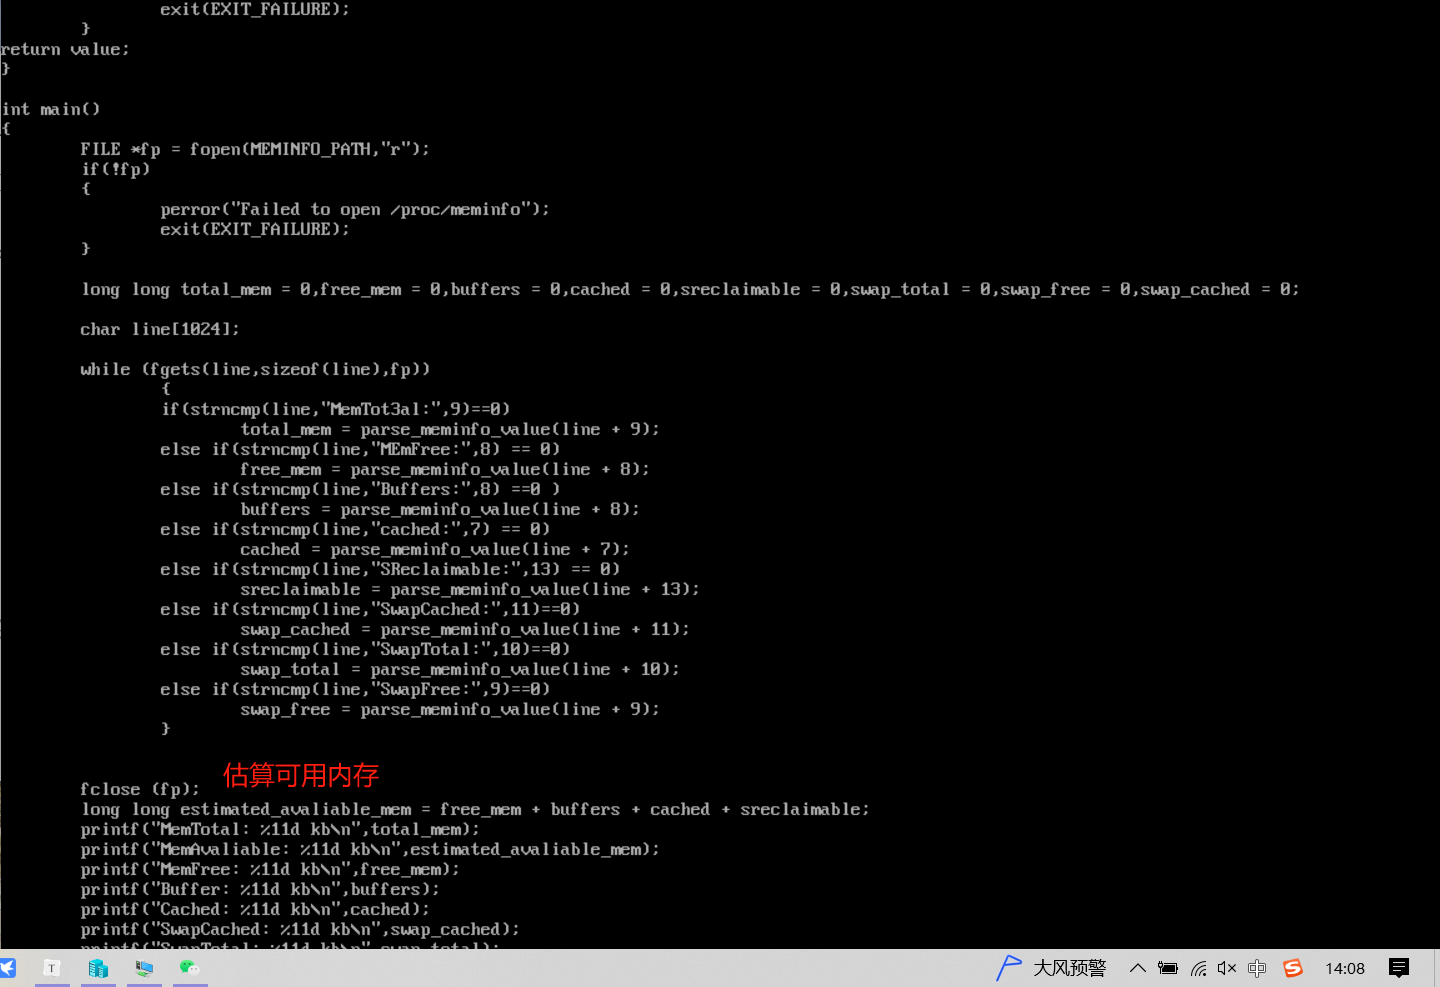 exit(EXIT_FAILURE);
}
return value;
}
int main()
{
FILE *fp = fopen(MEMINFO_PATH,"r");
if(!fp)
{
perror("Failed to open /proc/meminfo");
exit(EXIT_FAILURE);
}
long long total_mem = 0,free_mem = 0,buffers = 0,cached = 0,sreclaimable = 0,swap_total = 0,swap_free = 0,swap_cached = 0;
char line[1024];
while (fgets(line,sizeof(line),fp))
{
if(strncmp(line,"MemTot3al:",9)==0)
total_mem = parse_meminfo_value(line + 9);
else if(strncmp(line,"MEmFree:",8) == 0)
free_mem = parse_meminfo_value(line + 8);
else if(strncmp(line,"Buffers:",8) ==0 )
buffers = parse_meminfo_value(line + 8);
else if(strncmp(line,"cached:",7) == 0)
cached = parse_meminfo_value(line + 7);
else if(strncmp(line,"SReclaimable:",13) == 0)
sreclaimable = parse_meminfo_value(line + 13);
else if(strncmp(line,"SwapCached:",11)==0)
swap_cached = parse_meminfo_value(line + 11);
else if(strncmp(line,"SwapTotal:",10)==0)
swap_total = parse_meminfo_value(line + 10);
else if(strncmp(line,"SwapFree:",9)==0)
swap_free = parse_meminfo_value(line + 9);
}
估算可用内存
fclose (fp);
long long estimated_avaliable_mem = free_mem + buffers + cached + sreclaimable;
printf("MemTotal: %11d kb\n",total_mem);
printf("MemAvaliable: %11d kb\n",estimated_avaliable_mem);
printf("MemFree: %11d kb\n",free_mem);
printf("Buffer: %11d kb\n",buffers);
printf("Cached: %11d kb\n",cached);
printf("SwapCached: %11d kb\n",swap_cached);
printf("SwapTotal: %11d kb\n",swap_total);
T 大风预警 中 S 14:08